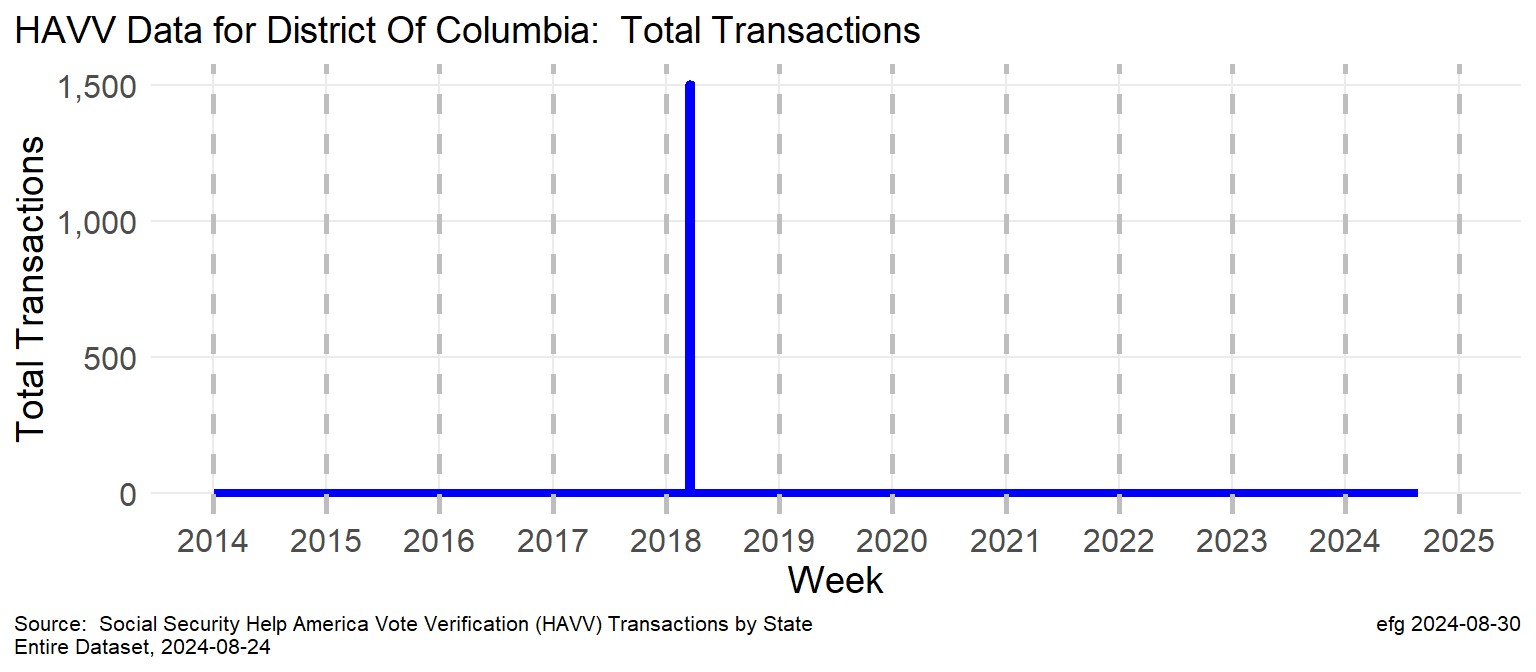 HAVV Data for District Of Columbia:  Total Transactions
Total Transactions
1,500
1,000
500
0
2014 2015 2016 2017 2018 2019 2020 2021 2022 2023 2024 2025
Week
Source:  Social Security Help America Vote Verification (HAVV) Transactions by State
Entire Dataset, 2024-08-24
efg 2024-08-30